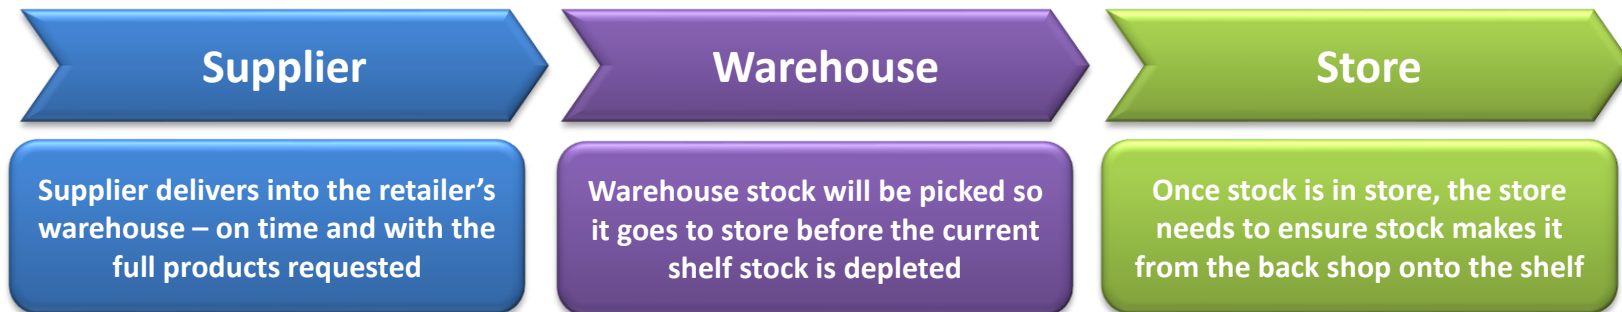 Supplier
Warehouse
Store
Supplier delivers into the retailer’s
warehouse – on time and with the
full products requested
Warehouse stock will be picked so
it goes to store before the current
shelf stock is depleted
Once stock is in store, the store
needs to ensure stock makes it
from the back shop onto the shelf